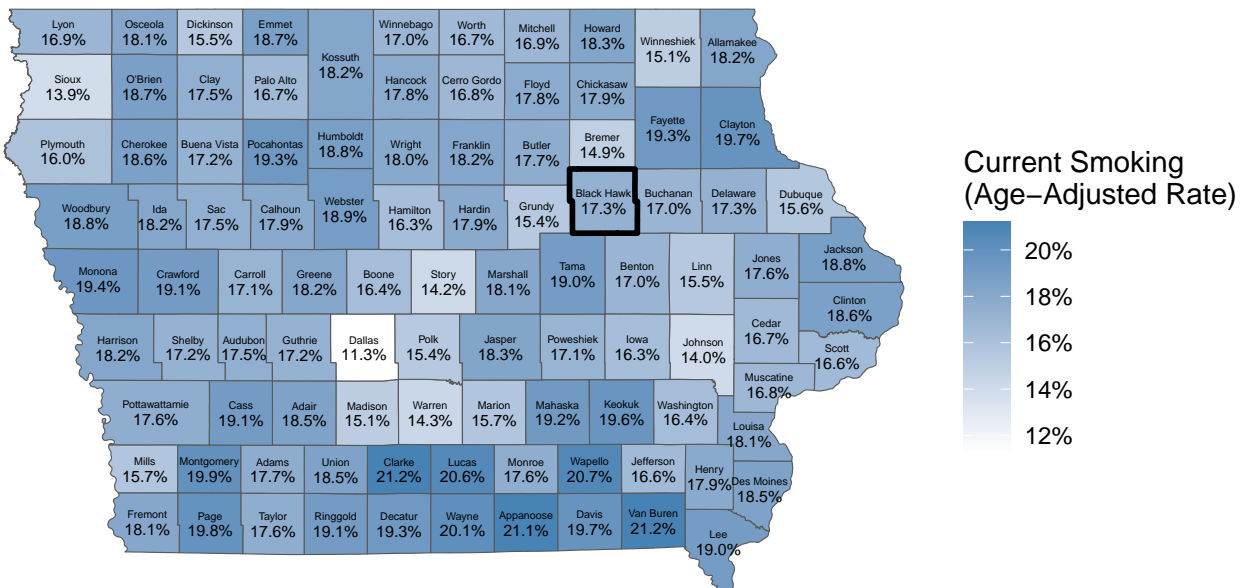 Lyon
16.9%
Osceola
18.1%
Dickinson
15.5%
Emmet
18.7%
Kossuth
18.2%
Winnebago
17.0%
Worth
16.7%
Mitchell
16.9%
Howard
18.3%
Winneshiek
15.1%
Allamakee
18.2%
Sioux
13.9%
O'Brien
18.7%
Clay
17.5%
Palo Alto
16.7%
Hancock
17.8%
Cerro Gordo
16.8%
Floyd
17.8%
Chickasaw
17.9%
Fayette
19.3%
Clayton
19.7%
Plymouth
16.0%
Cherokee
18.6%
Buena Vista
17.2%
Pocahontas
19.3%
Humboldt
18.8%
Wright
18.0%
Franklin
18.2%
Butler
17.7%
Bremer
14.9%
Woodbury
18.8%
Ida
18.2%
Sac
17.5%
Calhoun
17.9%
Webster
18.9%
Hamilton
16.3%
Hardin
17.9%
Grundy
15.4%
Black Hawk
17.3%
Buchanan
17.0%
Delaware
17.3%
Dubuque
15.6%
Monona
19.4%
Crawford
19.1%
Carroll
17.1%
Greene
18.2%
Boone
16.4%
Story
14.2%
Marshall
18.1%
Tama
19.0%
Benton
17.0%
Linn
15.5%
Jones
17.6%
Jackson
18.8%
Clinton
18.6%
Harrison
18.2%
Shelby
17.2%
Audubon
17.5%
Guthrie
17.2%
Dallas
11.3%
Polk
15.4%
Jasper
18.3%
Poweshiek
17.1%
Iowa
16.3%
Johnson
14.0%
Cedar
16.7%
Scott
16.6%
Muscatine
16.8%
Pottawattamie
17.6%
Cass
19.1%
Adair
18.5%
Madison
15.1%
Warren
14.3%
Marion
15.7%
Mahaska
19.2%
Keokuk
19.6%
Washington
16.4%
Louisa
18.1%
Mills
15.7%
Montgomery
19.9%
Adams
17.7%
Union
18.5%
Clarke
21.2%
Lucas
20.6%
Monroe
17.6%
Wapello
20.7%
Jefferson
16.6%
Henry
17.9%
Des Moines
18.5%
Fremont
18.1%
Page
19.8%
Taylor
17.6%
Ringgold
19.1%
Decatur
19.3%
Wayne
20.1%
Appanoose
21.1%
Davis
19.7%
Van Buren
21.2%
Lee
19.0%
Current Smoking
(Age−Adjusted Rate)
20%
18%
16%
14%
12%